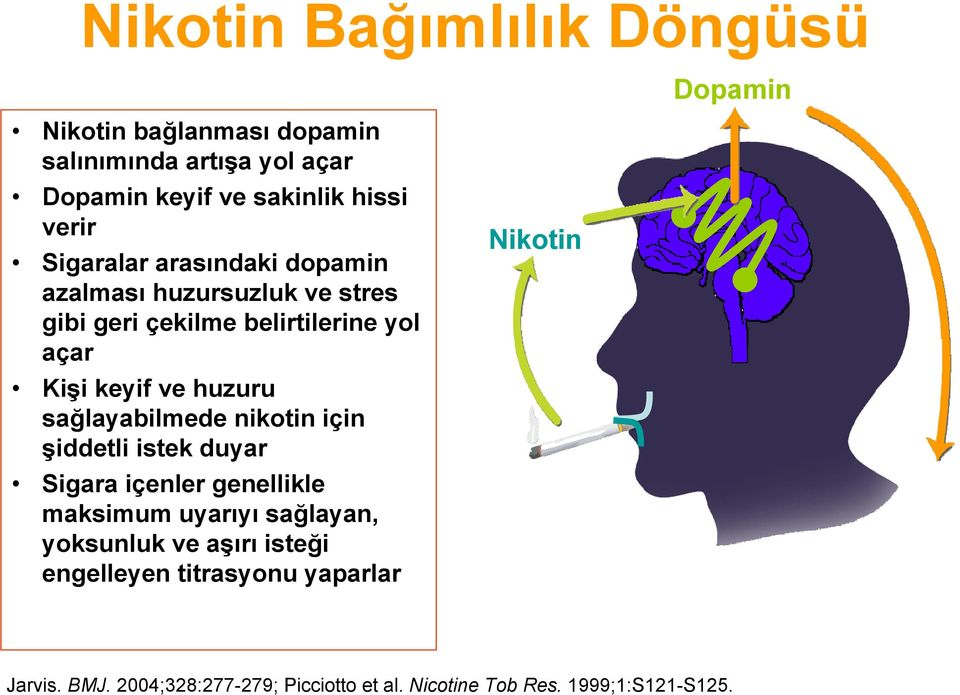 Nikotin Bağımlılık Döngüsü
• Nikotin bağlanması dopamin
salınımında artışa yol açar
• Dopamin keyif ve sakinlik hissi
verir
• Sigaralar arasındaki dopamin
azalması huzursuzluk ve stres
gibi geri çekilme belirtilerine yol
açar
• Kişi keyif ve huzuru
sağlayabilmede nikotin için
şiddetli istek duyar
• Sigara içenler genellikle
maksimum uyarıyı sağlayan,
yoksunluk ve aşırı isteği
engelleyen titrasyonu yaparlar
Dopamin
Nikotin
Jarvis. BMJ. 2004;328:277-279; Picciotto et al. Nicotine Tob Res. 1999;1:S121-S125.